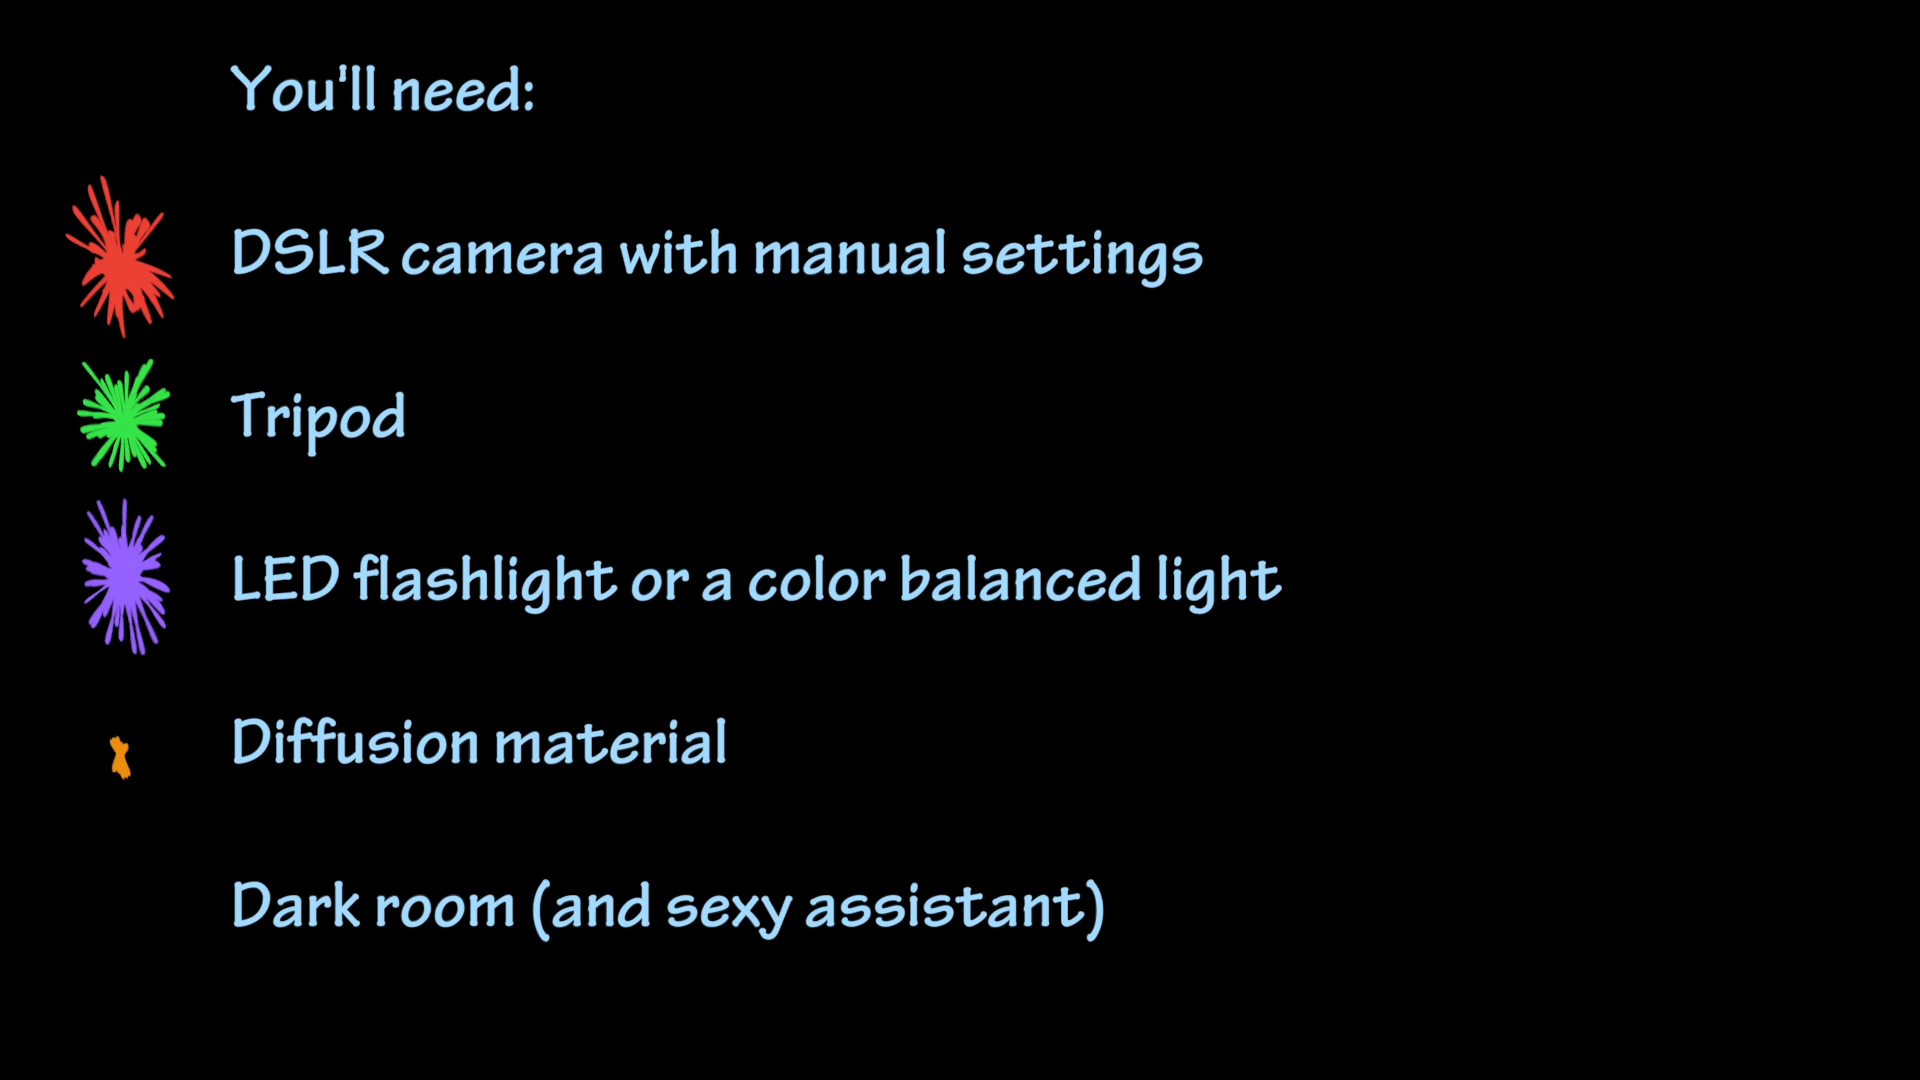 You'll need:
DSLR camera with manual settings
Tripod
LED flashlight or a color balanced light
Diffusion material
Dark room (and sexy assistant)